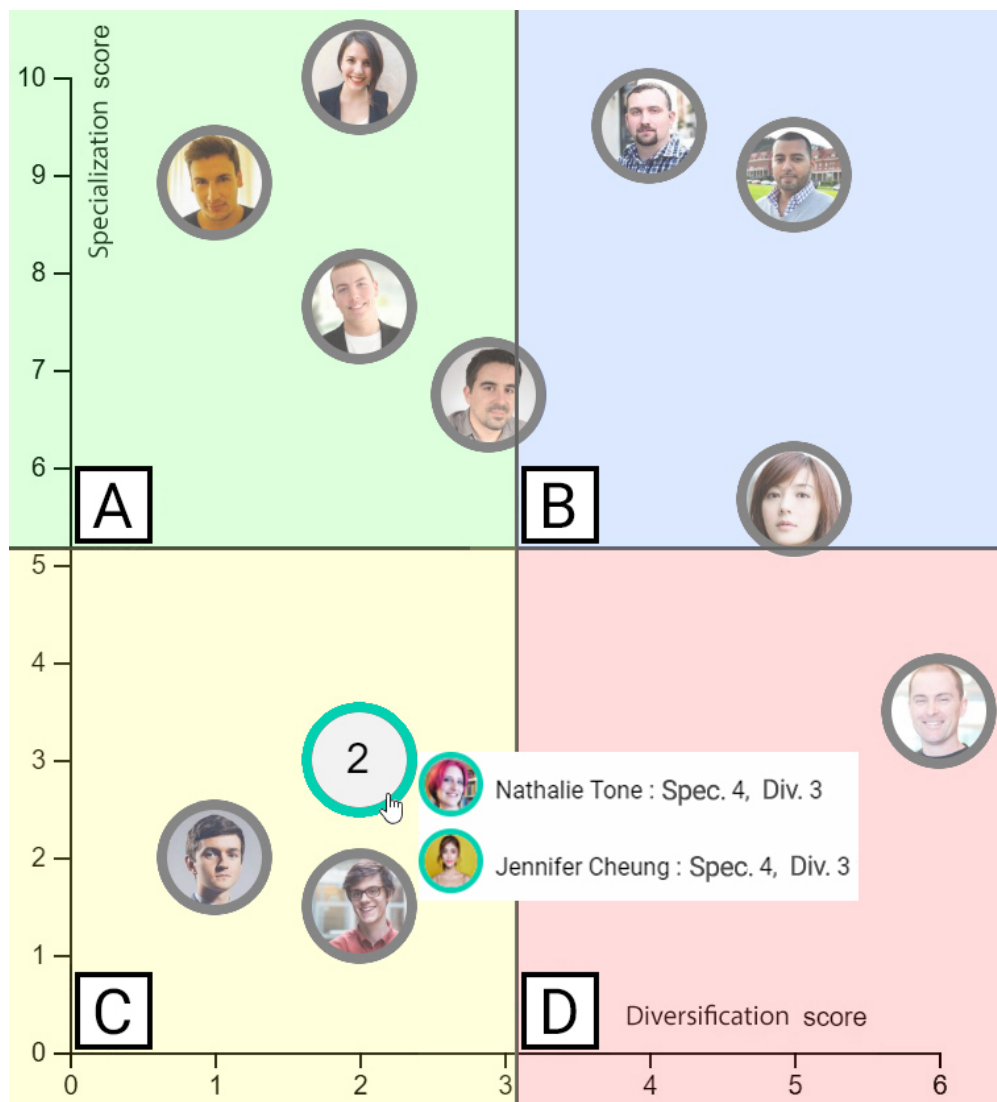 Specialization score
10
9
8
7
6
A
B
5
4
3
2
Nathalie Tone : Spec. 4, Div. 3
Jennifer Cheung : Spec. 4, Div. 3
2
1
C
D
Diversification score
0
0
1
2
3
4
5
6